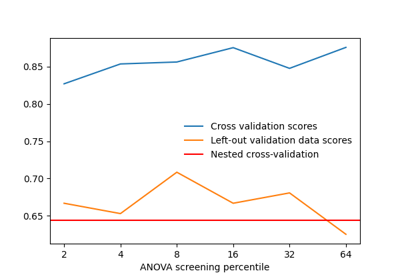 0.85
0.80
0.75
0.70
0.65
Cross validation scores
Left-out validation data scores
Nested cross-validation
2 4 8 16 32 64
ANOVA screening percentile